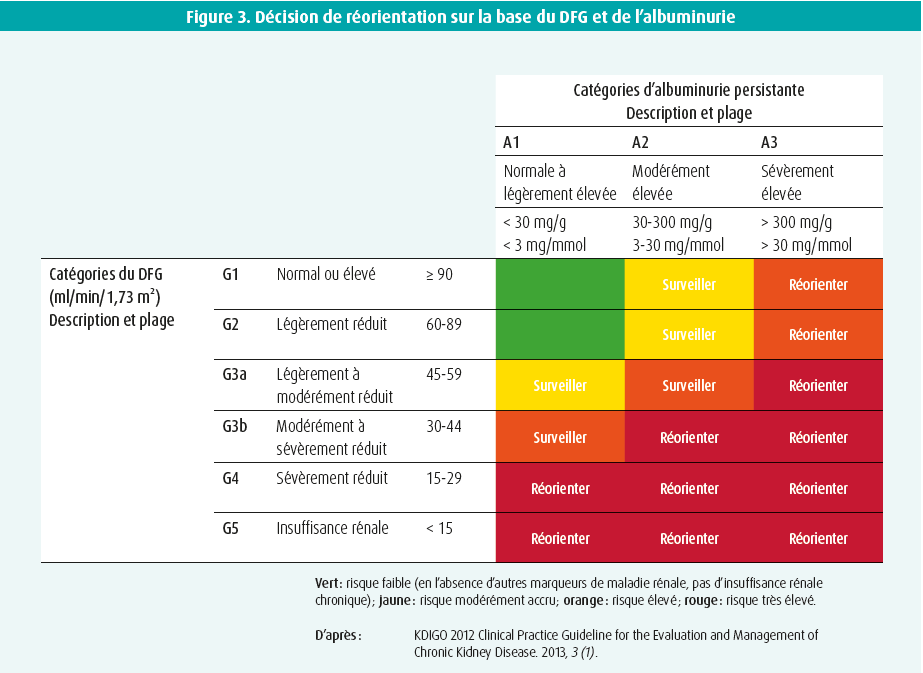 Figure 3. Décision de réorientation sur la base du DFG et de l’albuminurie
Catégories d’albuminurie persistante
Description et plage
A1 A2 A3
Normale à Modérément Sévèrement
légèrement élevée élevée élevée
< 30 mg/g 30-300 mg/g > 300 mg/g
< 3 mg/mmol 3-30 mg/mmol > 30 mg/mmol
Catégories du DFG G1 Normal ou élevé ≥ 90 Surveiller Réorienter
(ml/min/1,73 m²)
Description et plage G2 Légèrement réduit 60-89 Surveiller Réorienter
G3a Légèrement à 45-59 Surveiller Surveiller Réorienter
modérément réduit
G3b Modérément à 30-44 Surveiller Réorienter Réorienter
sévèrement réduit
G4 Sévèrement réduit 15-29 Réorienter Réorienter Réorienter
G5 Insuffisance rénale < 15 Réorienter Réorienter Réorienter
Vert : risque faible (en l’absence d’autres marqueurs de maladie rénale, pas d’insuffisance rénale
chronique) ; jaune : risque modérément accru ; orange : risque élevé ; rouge : risque très élevé.
D’après : KDIGO 2012 Clinical Practice Guideline for the Evaluation and Management of
Chronic Kidney Disease. 2013, 3 (1).